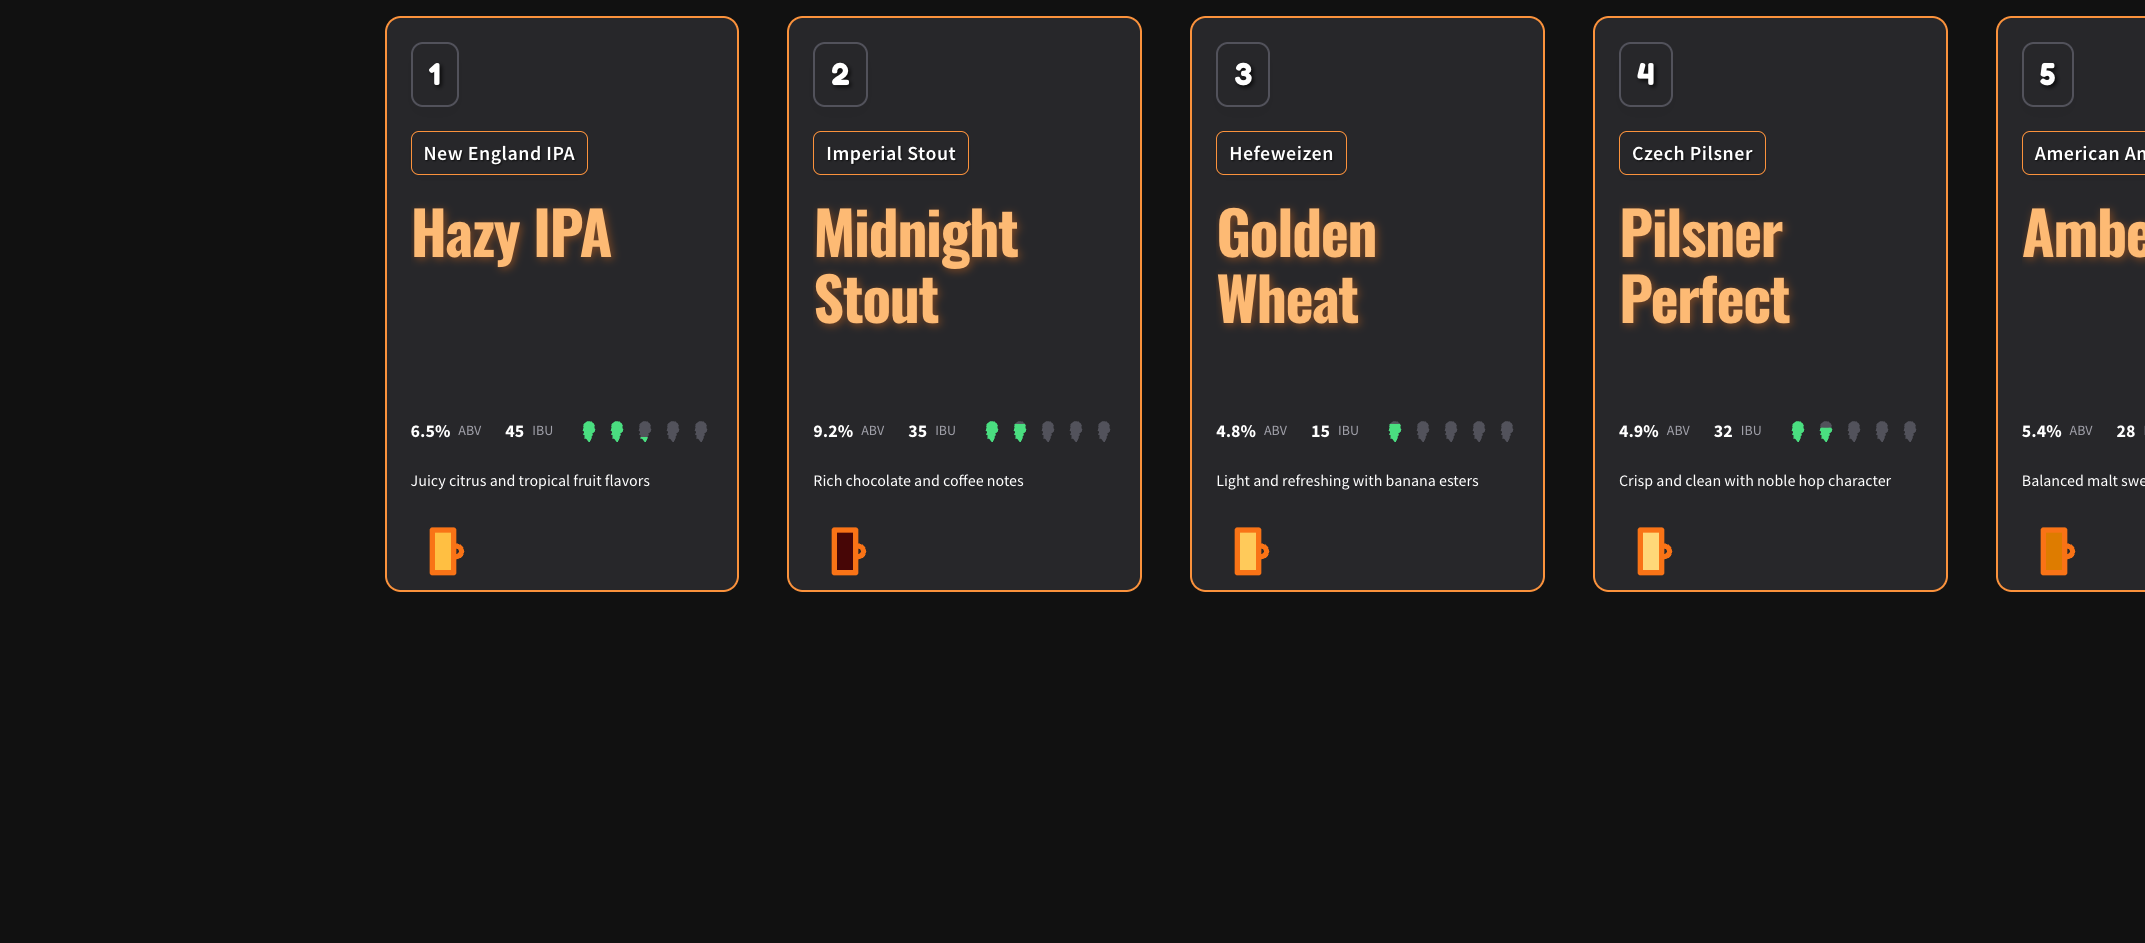 1
New England IPA
Hazy IPA
6.5% ABV 45 IBU
Juicy citrus and tropical fruit flavors
2
Imperial Stout
Midnight
Stout
9.2% ABV 35 IBU
Rich chocolate and coffee notes
3
Hefeweizen
Golden
Wheat
4.8% ABV 15 IBU
Light and refreshing with banana esters
4
Czech Pilsner
Pilsner
Perfect
4.9% ABV 32 IBU
Crisp and clean with noble hop character
5
American
5.4% ABV 28
Balanced malt